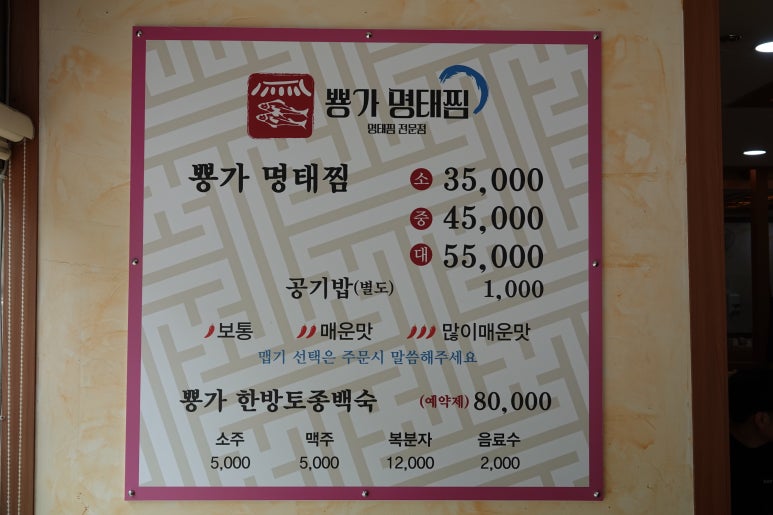 뽕가 명태찜
명태찜 전문점
뽕가 명태찜 소 35,000
중 45,000
대 55,000
공기밥(별도) 1,000
보통 매운맛 많이매운맛
맵기 선택은 주문시 말씀해주세요
뽕가 한방토종백숙 (예약제) 80,000
소주 맥주 복분자 음료수
5,000 5,000 12,000 2,000